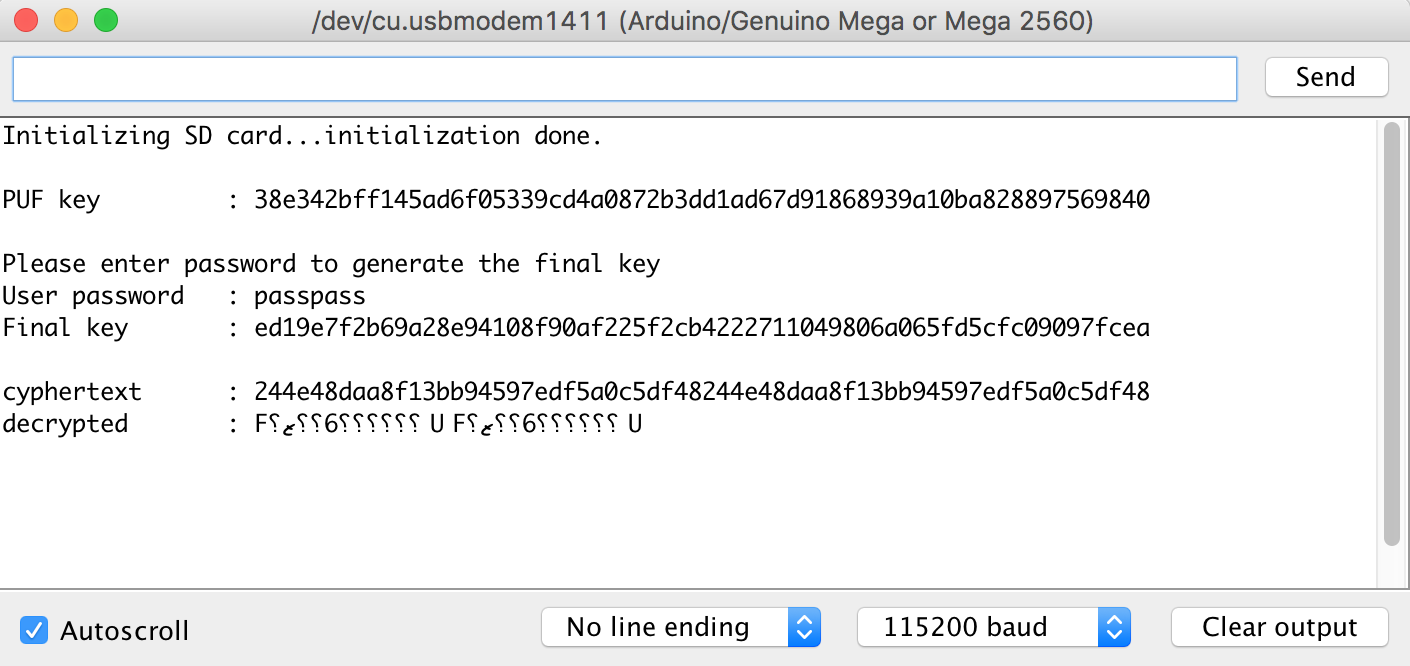 /dev/cu.usbmodem1411 (Arduino/Genuino Mega or Mega 2560)
Send
Initializing SD card...initialization done.
PUF key : 38e342bff145ad6f05339cd4a0872b3dd1ad67d91868939a10ba828897569840
Please enter password to generate the final key
User password : passpass
Final key : ed19e7f2b69a28e94108f90af225f2cb4222711049806a065fd5cfc09097fcea
cyphertext : 244e48daa8f13bb94597edf5a0c5df48244e48daa8f13bb94597edf5a0c5df48
decrypted : F؟ޏ؟؟6؟؟؟؟؟؟ U F؟ޏ؟؟6؟؟؟؟؟؟ U
Autoscroll
No line ending
115200 baud
Clear output